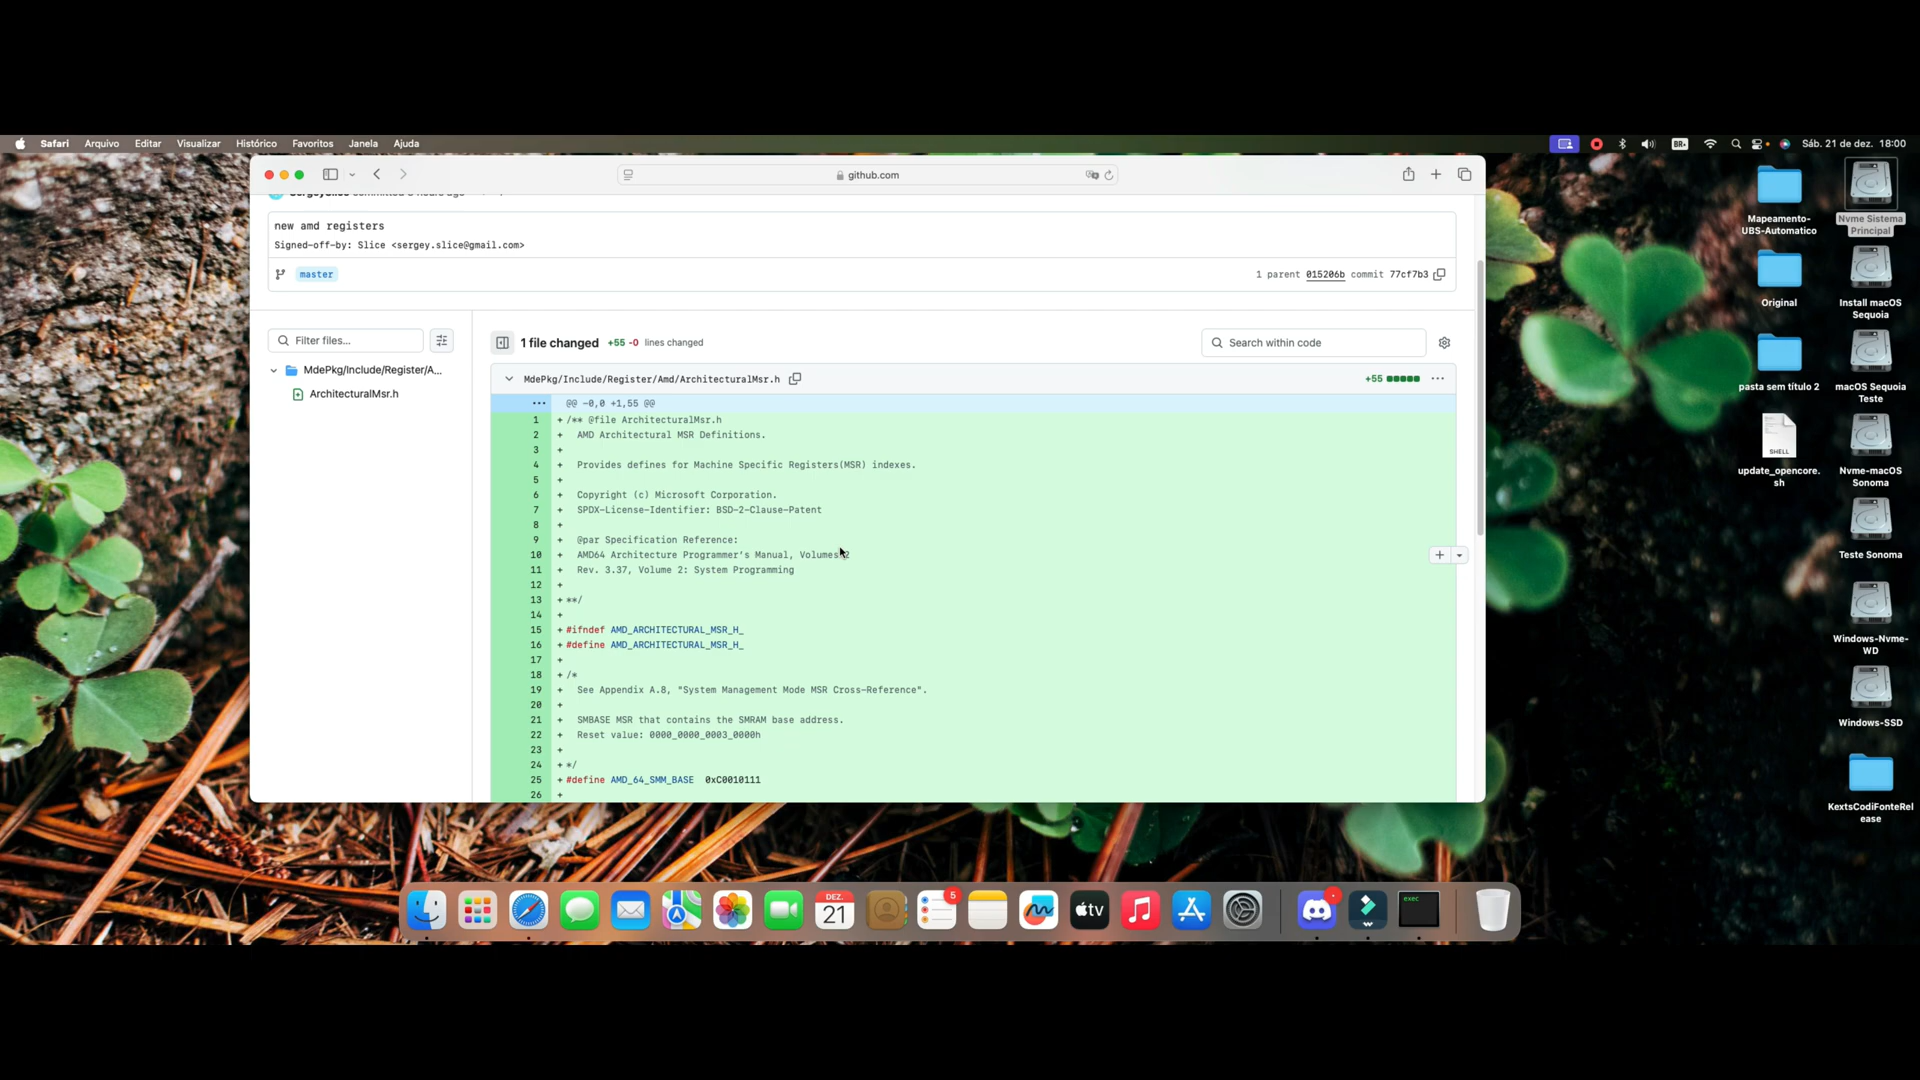 Safari Arquivo Editar Visualizar Histórico Favoritos Janela Ajuda
BR Sáb. 21 de dez. 18:00
github.com
new amd registers
Signed-off-by: Slice <sergey.slice@gmail.com>
master
1 parent 015206b commit 77cf7b3
Filter files...
1 file changed +55 -0 lines changed
Search within code
MdePkg/Include/Register/A...
ArchitecturalMsr.h
MdePkg/Include/Register/Amd/ArchitecturalMsr.h
+55
@@ -0,0 +1,55 @@
1 + /** @file ArchitecturalMsr.h
2 + AMD Architectural MSR Definitions.
3 +
4 + Provides defines for Machine Specific Registers(MSR) indexes.
5 +
6 + Copyright (c) Microsoft Corporation.
7 + SPDX-License-Identifier: BSD-2-Clause-Patent
8 +
9 + @par Specification Reference:
10 + AMD64 Architecture Programmer's Manual, Volumes 2
11 + Rev. 3.37, Volume 2: System Programming
12 +
13 + **/
14 +
15 + #ifndef AMD_ARCHITECTURAL_MSR_H_
16 + #define AMD_ARCHITECTURAL_MSR_H_
17 +
18 + /*
19 + See Appendix A.8, "System Management Mode MSR Cross-Reference".
20 +
21 + SMBASE MSR that contains the SMRAM base address.
22 + Reset value: 0000_0000_0003_0000h
23 +
24 + */
25 + #define AMD_64_SMM_BASE 0xC0010111
26 +
Mapeamento-
UBS-Automatico
Original
pasta sem título 2
SHELL
update_opencore.
sh
Nvme Sistema
Principal
Install macOS
Sequoia
macOS Sequoia
Teste
Nvme-macOS
Sonoma
Teste Sonoma
Windows-Nvme-
WD
Windows-SSD
KextsCodiFonteRel
ease
DEZ.
21
5
tv
exec